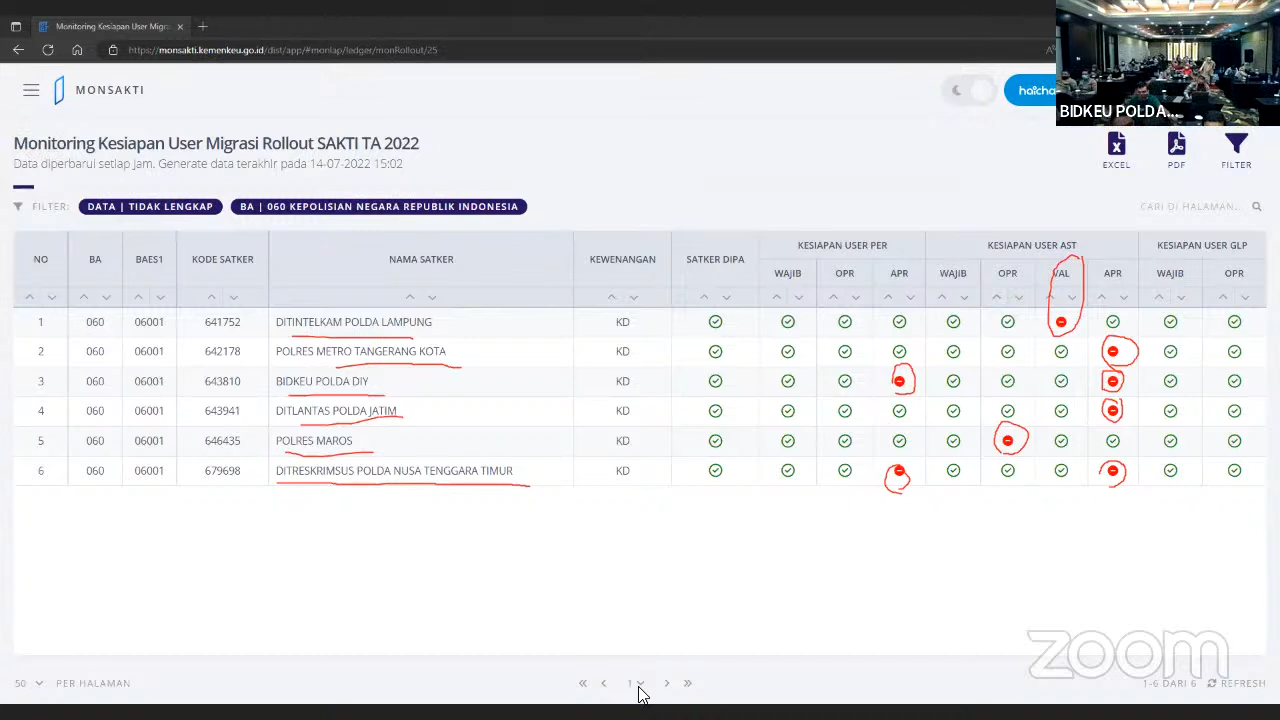 Monitoring Kesiapan User Migra
https://monsakti.kemenkeu.go.id/dist/app/#monlap/ledger/monRollout/25
MONSAKTI
haicha
BIDKEU POLDA...
Monitoring Kesiapan User Migrasi Rollout SAKTI TA 2022
Data diperbarui setiap jam. Generate data terakhir pada 14-07-2022 15:02
EXCEL PDF FILTER
FILTER: DATA | TIDAK LENGKAP BA | 060 KEPOLISIAN NEGARA REPUBLIK INDONESIA CARI DI HALAMAN...
NO BA BAES1 KODE SATKER NAMA SATKER KEWENANGAN SATKER DIPA KESIAPAN USER PER KESIAPAN USER AST KESIAPAN USER GLP
WAJIB OPR APR WAJIB OPR VAL APR WAJIB OPR
1 060 06001 641752 DITINTELKAM POLDA LAMPUNG KD
2 060 06001 642178 POLRES METRO TANGERANG KOTA KD
3 060 06001 643810 BIDKEU POLDA DIY KD
4 060 06001 643941 DITLANTAS POLDA JATIM KD
5 060 06001 646435 POLRES MAROS KD
6 060 06001 679698 DITRESKRIMSUS POLDA NUSA TENGGARA TIMUR KD
zoom
50 PER HALAMAN « ‹ 1 › » 1-6 DARI 6 REFRESH